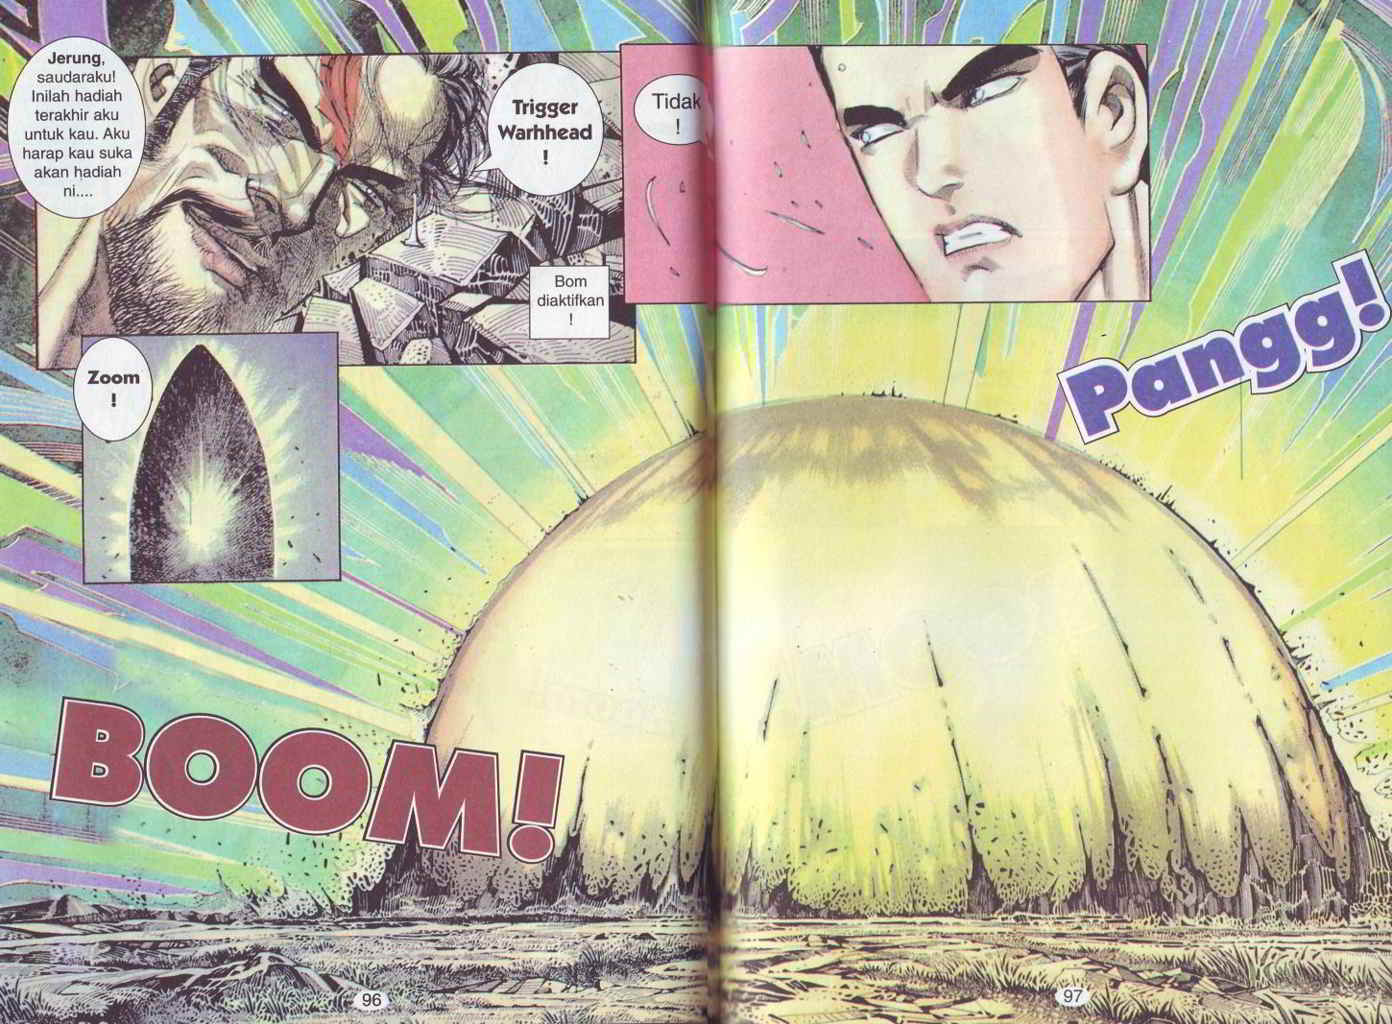 Jerung,
saudaraku!
Inilah hadiah
terakhir aku
untuk kau. Aku
harap kau suka
akan hadiah
ni....
Trigger
Warhhead
!
Bom
diaktifkan
!
Tidak
!
Zoom
!
Pangg!
BOOM!
96
97